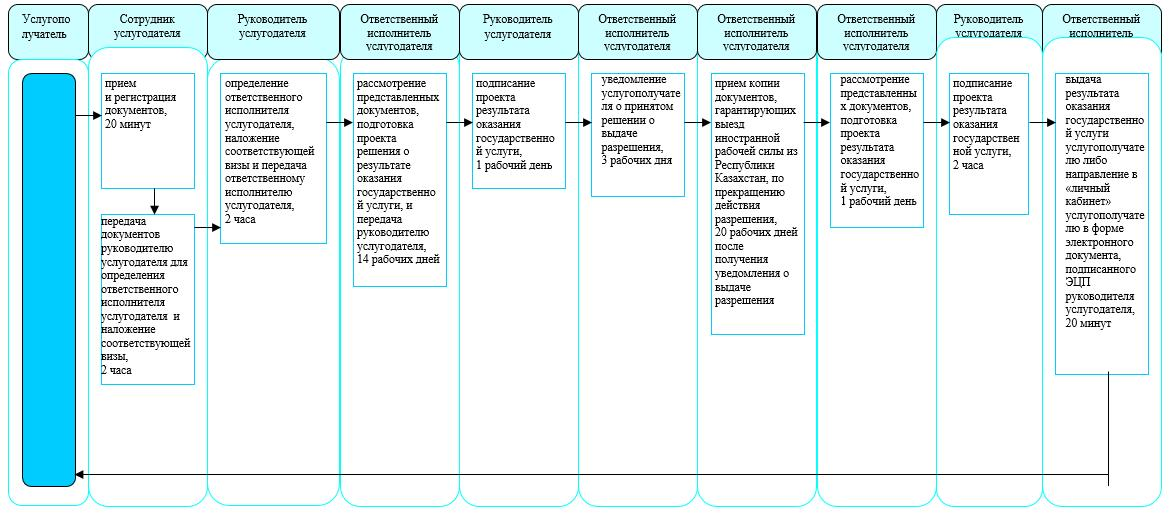 Услугопо
лучатель
Сотрудник
услугодателя
Руководитель
услугодателя
Ответственный
исполнитель
услугодателя
Руководитель
услугодателя
Ответственный
исполнитель
услугодателя
Ответственный
исполнитель
услугодателя
Ответственный
исполнитель
услугодателя
Руководитель
услугодателя
Ответственный
исполнитель
прием
и регистрация
документов,
20 минут
передача
документов
руководителю
услугодателя для
определения
ответственного
исполнителя
услугодателя и
наложение
соответствующей
визы,
2 часа
определение
ответственного
исполнителя
услугодателя,
наложение
соответствующей
визы и передача
ответственному
исполнителю
услугодателя,
2 часа
рассмотрение
представленных
документов,
подготовка
проекта
решения о
результате
оказания
государственно
й услуги, и
передача
руководителю
услугодателя,
14 рабочих дней
подписание
проекта
результата
оказания
государственно
й услуги,
1 рабочий день
уведомление
услугополучате
ля о принятом
решении о
выдаче
разрешения,
3 рабочих дня
прием копии
документов,
гарантирующих
выезд
иностранной
рабочей силы из
Республики
Казахстан, по
прекращению
действия
разрешения,
20 рабочих дней
после
получения
уведомления о
выдаче
разрешения
рассмотрение
представленны
х документов,
подготовка
проекта
результата
оказания
государственно
й услуги,
1 рабочий день
подписание
проекта
результата
оказания
государствен
ной услуги,
2 часа
выдача
результата
оказания
государственно
й услуги
услугополучате
лю либо
направление в
«личный
кабинет»
услугополучате
лю в форме
электронного
документа,
подписанного
ЭЦП
руководителя
услугодателя,
20 минут